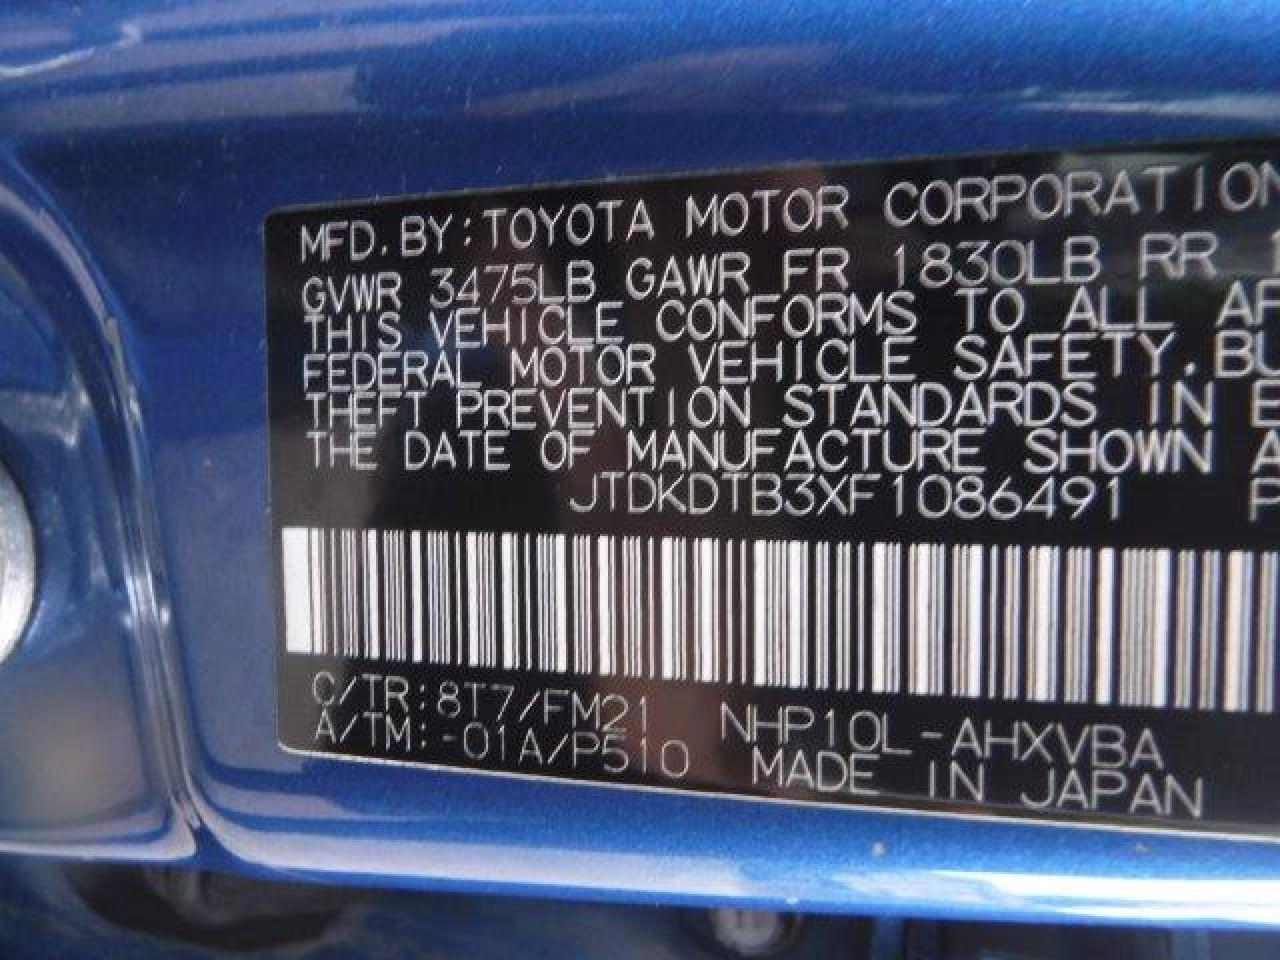 MFD. BY: TOYOTA MOTOR CORPORATION
GVWR 3475LB GAWR FR 1830LB RR
THIS VEHICLE CONFORMS TO ALL
FEDERAL MOTOR VEHICLE SAFETY,
THEFT PREVENTION STANDARDS IN
THE DATE OF MANUFACTURE SHOWN
JTDKDTB3XF1086491
C/TR:8T7/FM21 NHP10L-AHXVBA
A/TM:-01A/P510 MADE IN JAPAN